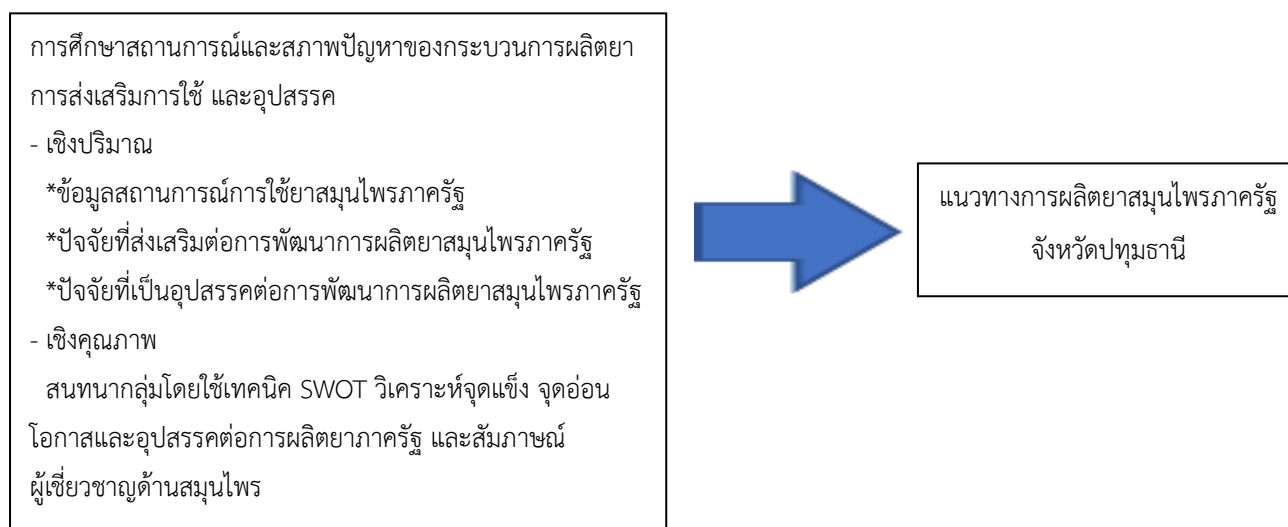 การศึกษาสถานการณ์และสภาพปัญหาของกระบวนการผลิตยา
การส่งเสริมการใช้ และอุปสรรค
- เชิงปริมาณ
*ข้อมูลสถานการณ์การใช้ยาสมุนไพรภาครัฐ
*ปัจจัยที่ส่งเสริมต่อการพัฒนาการผลิตยาสมุนไพรภาครัฐ
*ปัจจัยที่เป็นอุปสรรคต่อการพัฒนาการผลิตยาสมุนไพรภาครัฐ
- เชิงคุณภาพ
สนทนากลุ่มโดยใช้เทคนิค SWOT วิเคราะห์จุดแข็ง จุดอ่อน
โอกาสและอุปสรรคต่อการผลิตยาภาครัฐ และสัมภาษณ์
ผู้เชี่ยวชาญด้านสมุนไพร
แนวทางการผลิตยาสมุนไพรภาครัฐ
จังหวัดปทุมธานี